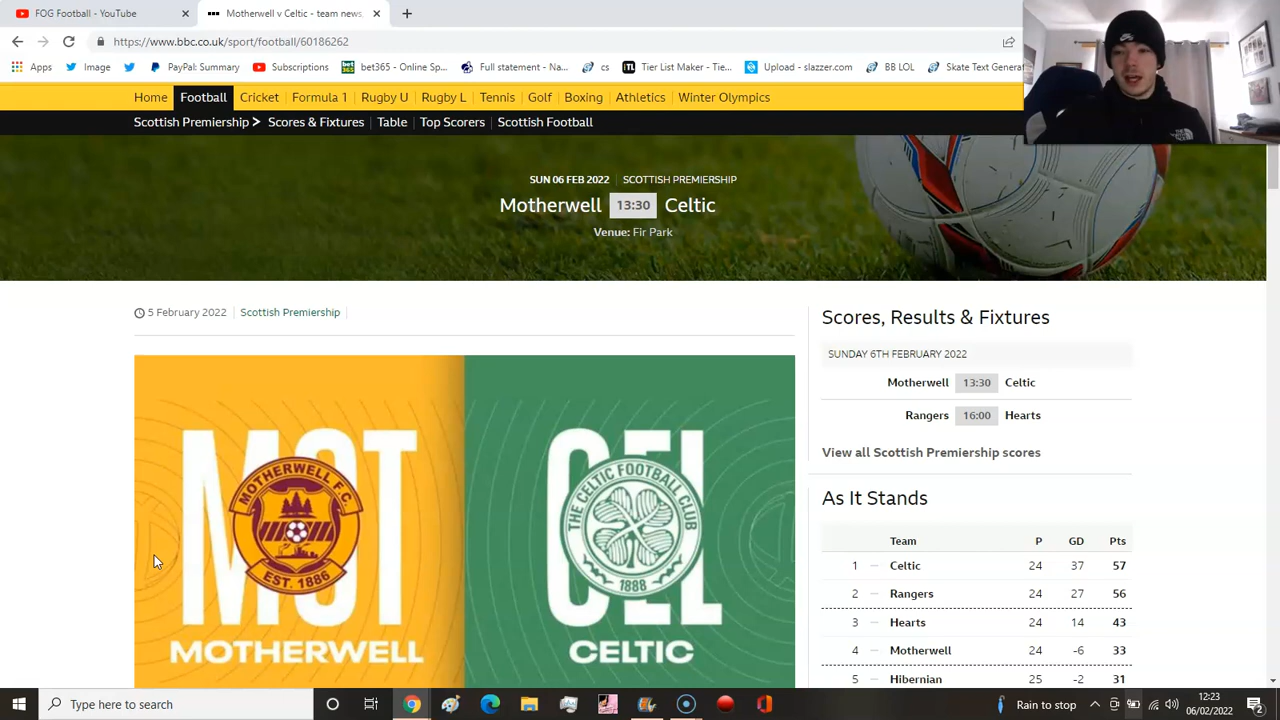 FOG Football - YouTube
Motherwell v Celtic - team news
https://www.bbc.co.uk/sport/football/60186262
Apps Image PayPal: Summary Subscriptions bet365 - Online Sp... Full statement - Na... cs Tier List Maker - Tie... Upload - slazzer.com BB LOL Skate Text Generat
Home Football Cricket Formula 1 Rugby U Rugby L Tennis Golf Boxing Athletics Winter Olympics
Scottish Premiership > Scores & Fixtures Table Top Scorers Scottish Football
SUN 06 FEB 2022 SCOTTISH PREMIERSHIP
Motherwell 13:30 Celtic
Venue: Fir Park
5 February 2022 Scottish Premiership
MOT
MOTHERWELL F.C.
EST. 1886
MOTHERWELL
CEL
THE CELTIC FOOTBALL CLUB
1888
CELTIC
Scores, Results & Fixtures
SUNDAY 6TH FEBRUARY 2022
Motherwell 13:30 Celtic
Rangers 16:00 Hearts
View all Scottish Premiership scores
As It Stands
Team P GD Pts
1 Celtic 24 37 57
2 Rangers 24 27 56
3 Hearts 24 14 43
4 Motherwell 24 -6 33
5 Hibernian 25 -2 31
Type here to search
Rain to stop
12:23
06/02/2022
2